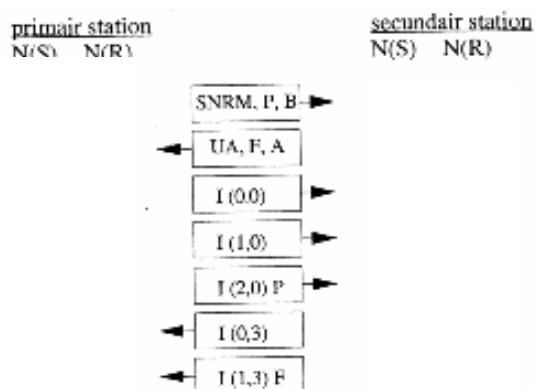 primair station secundair station
N(S) N(R) N(S) N(R)
SNRM, P, B
UA, F, A
I (0.0)
I (1,0)
I (2,0) P
I (0,3)
I (1,3) F